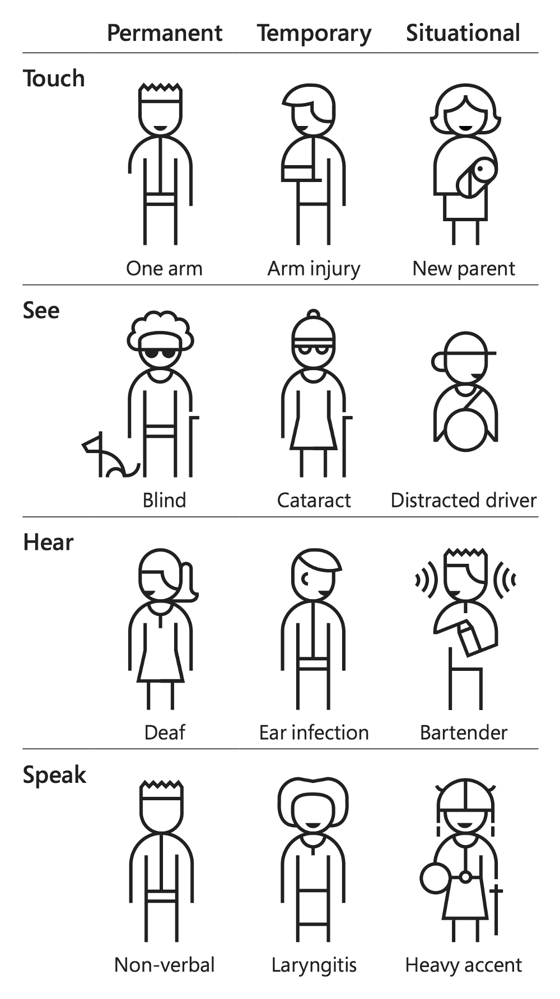 Permanent Temporary Situational
Touch
One arm Arm injury New parent
See
Blind Cataract Distracted driver
Hear
Deaf Ear infection Bartender
Speak
Non-verbal Laryngitis Heavy accent